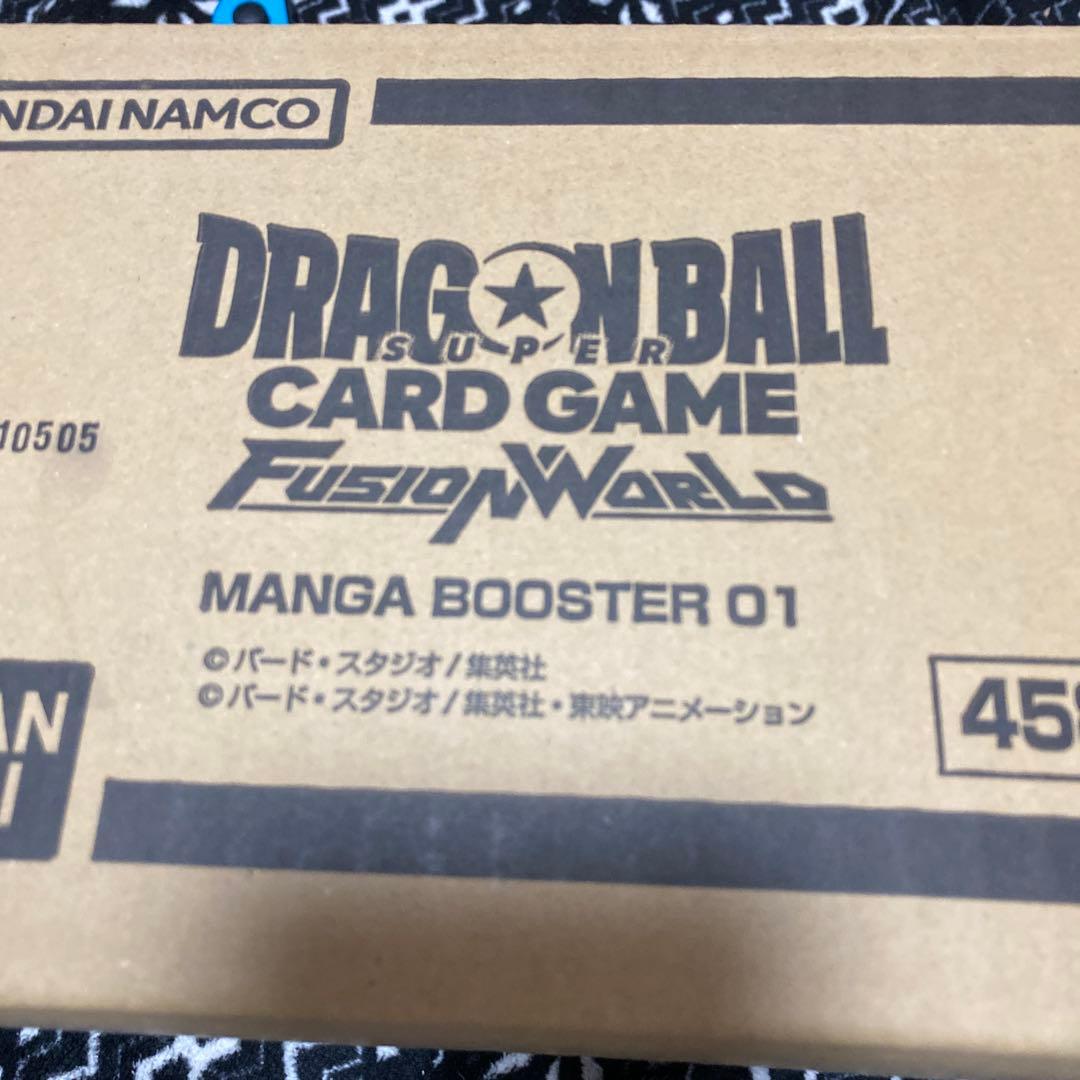 NDAI NAMCO
DRAGON BALL
SUPER
CARD GAME
FUSION WORLD
10505
MANGA BOOSTER 01
©バード・スタジオ/集英社
©バード・スタジオ/集英社・東映アニメーション
AN
45